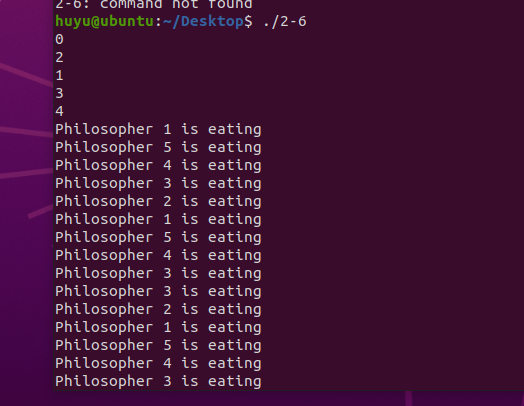 2-6: command not found
huyu@ubuntu:~/Desktop$ ./2-6
0
2
1
3
4
Philosopher 1 is eating
Philosopher 5 is eating
Philosopher 4 is eating
Philosopher 3 is eating
Philosopher 2 is eating
Philosopher 1 is eating
Philosopher 5 is eating
Philosopher 4 is eating
Philosopher 3 is eating
Philosopher 3 is eating
Philosopher 2 is eating
Philosopher 1 is eating
Philosopher 5 is eating
Philosopher 4 is eating
Philosopher 3 is eating